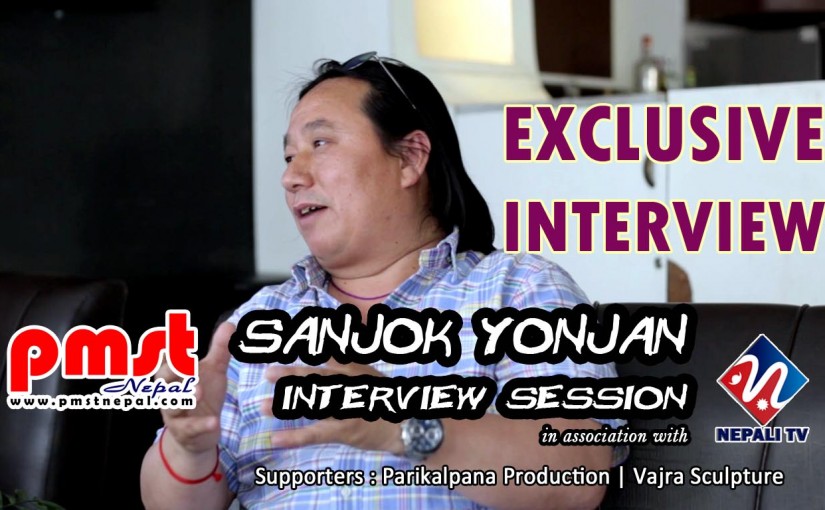 EXCLUSIVE
INTERVIEW
pmst
Nepal
www.pmstnepal.com
SANJOK YONJAN
INTERVIEW SESSION
in association with
NEPALI TV
Supporters : Parikalpana Production | Vajra Sculpture